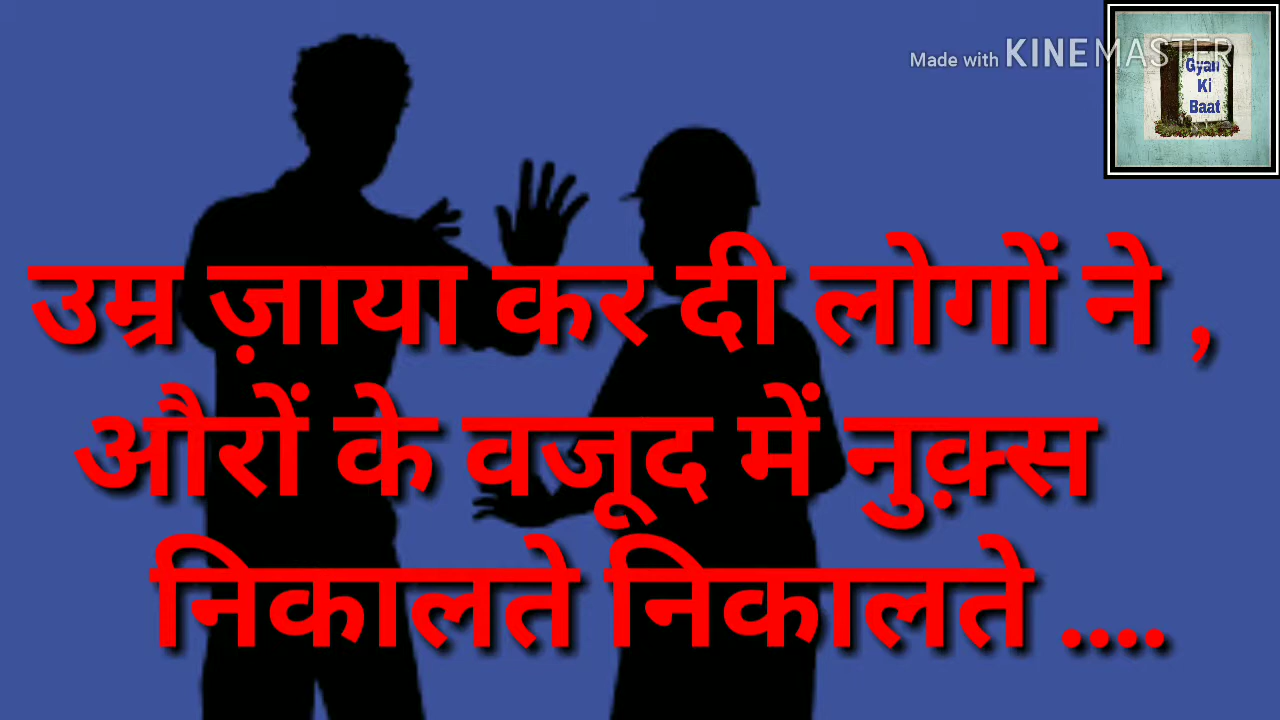 Made with KINEMASTER
Gyan
Ki
Baat
उम्र ज़ाया कर दी लोगों ने ,
औरों के वजूद में नुक़्स
निकालते निकालते ....